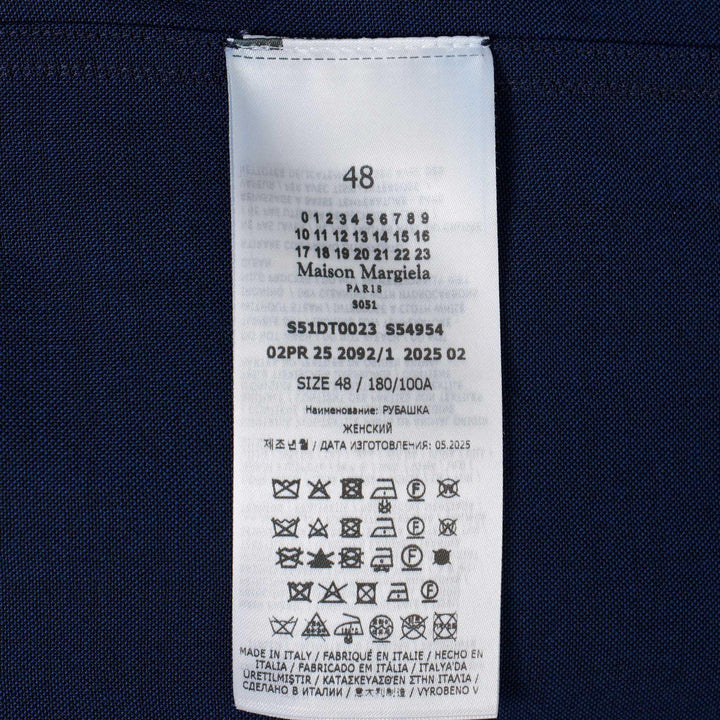 48
0 1 2 3 4 5 6 7 8 9
10 11 12 13 14 15 16
17 18 19 20 21 22 23
Maison Margiela
PARIS
S051
S51DT0023 S54954
02PR 25 2092/1 2025 02
SIZE 48 / 180/100A
Наименование: РУБАШКА
ЖЕНСКИЙ
제조년월 / ДАТА ИЗГОТОВЛЕНИЯ: 05.2025
MADE IN ITALY / FABRIQUÉ EN ITALIE / HECHO EN
ITALIA / FABRICADO EM ITÁLIA / İTALYA'DA
ÜRETILMIŞTIR / ΚΑΤΑΣΚΕΥΑΣΘΕΝ ΣΤΗΝ ΙΤΑΛΙΑ /
СДЕЛАНО В ИТАЛИИ / 意大利制造 / VYROBENO V